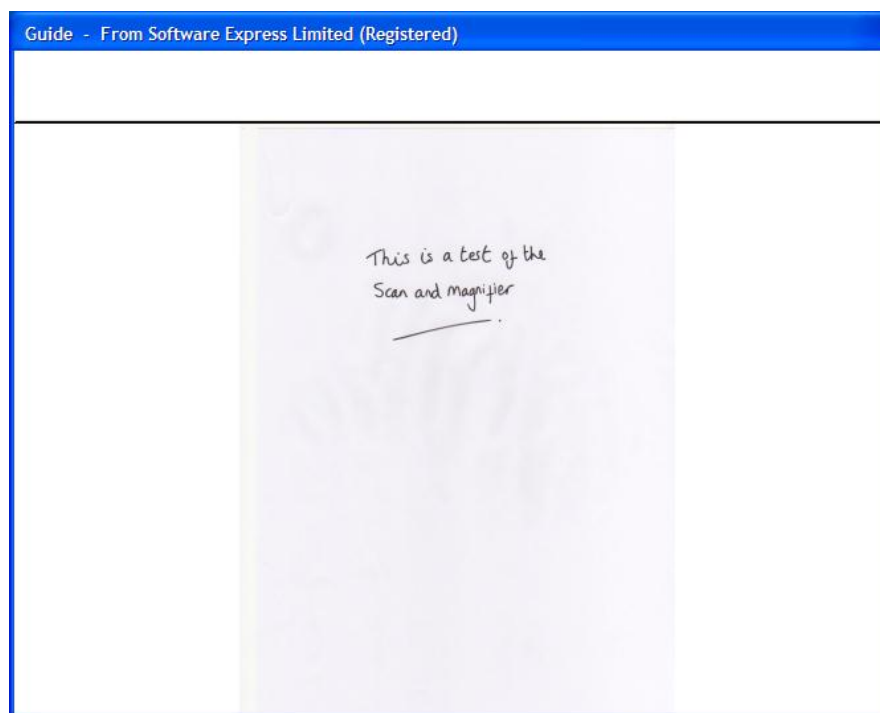 Guide - From Software Express Limited (Registered)
This is a test of the
Scan and magnifier